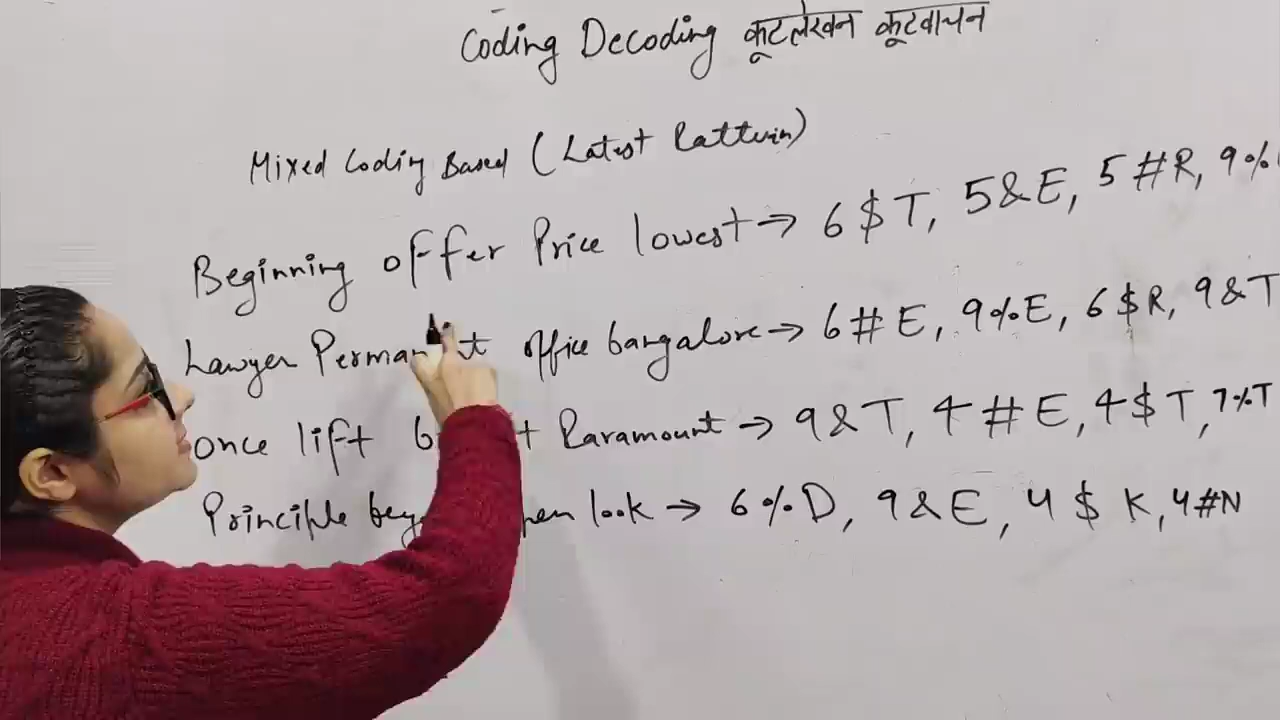 Coding Decoding कूटलेखन कूटवाचन
Mixed Coding Based (Latest Pattern)
Beginning offer Price lowest → 6$T, 5&E, 5#R, 9%
Lawyer office bangalore → 6#E, 9%E, 6$R, 9&T
once lift Paramount → 9&T, 4#E, 4$T, 7%T
Principle look → 6%D, 9&E, 4$K, 4#N